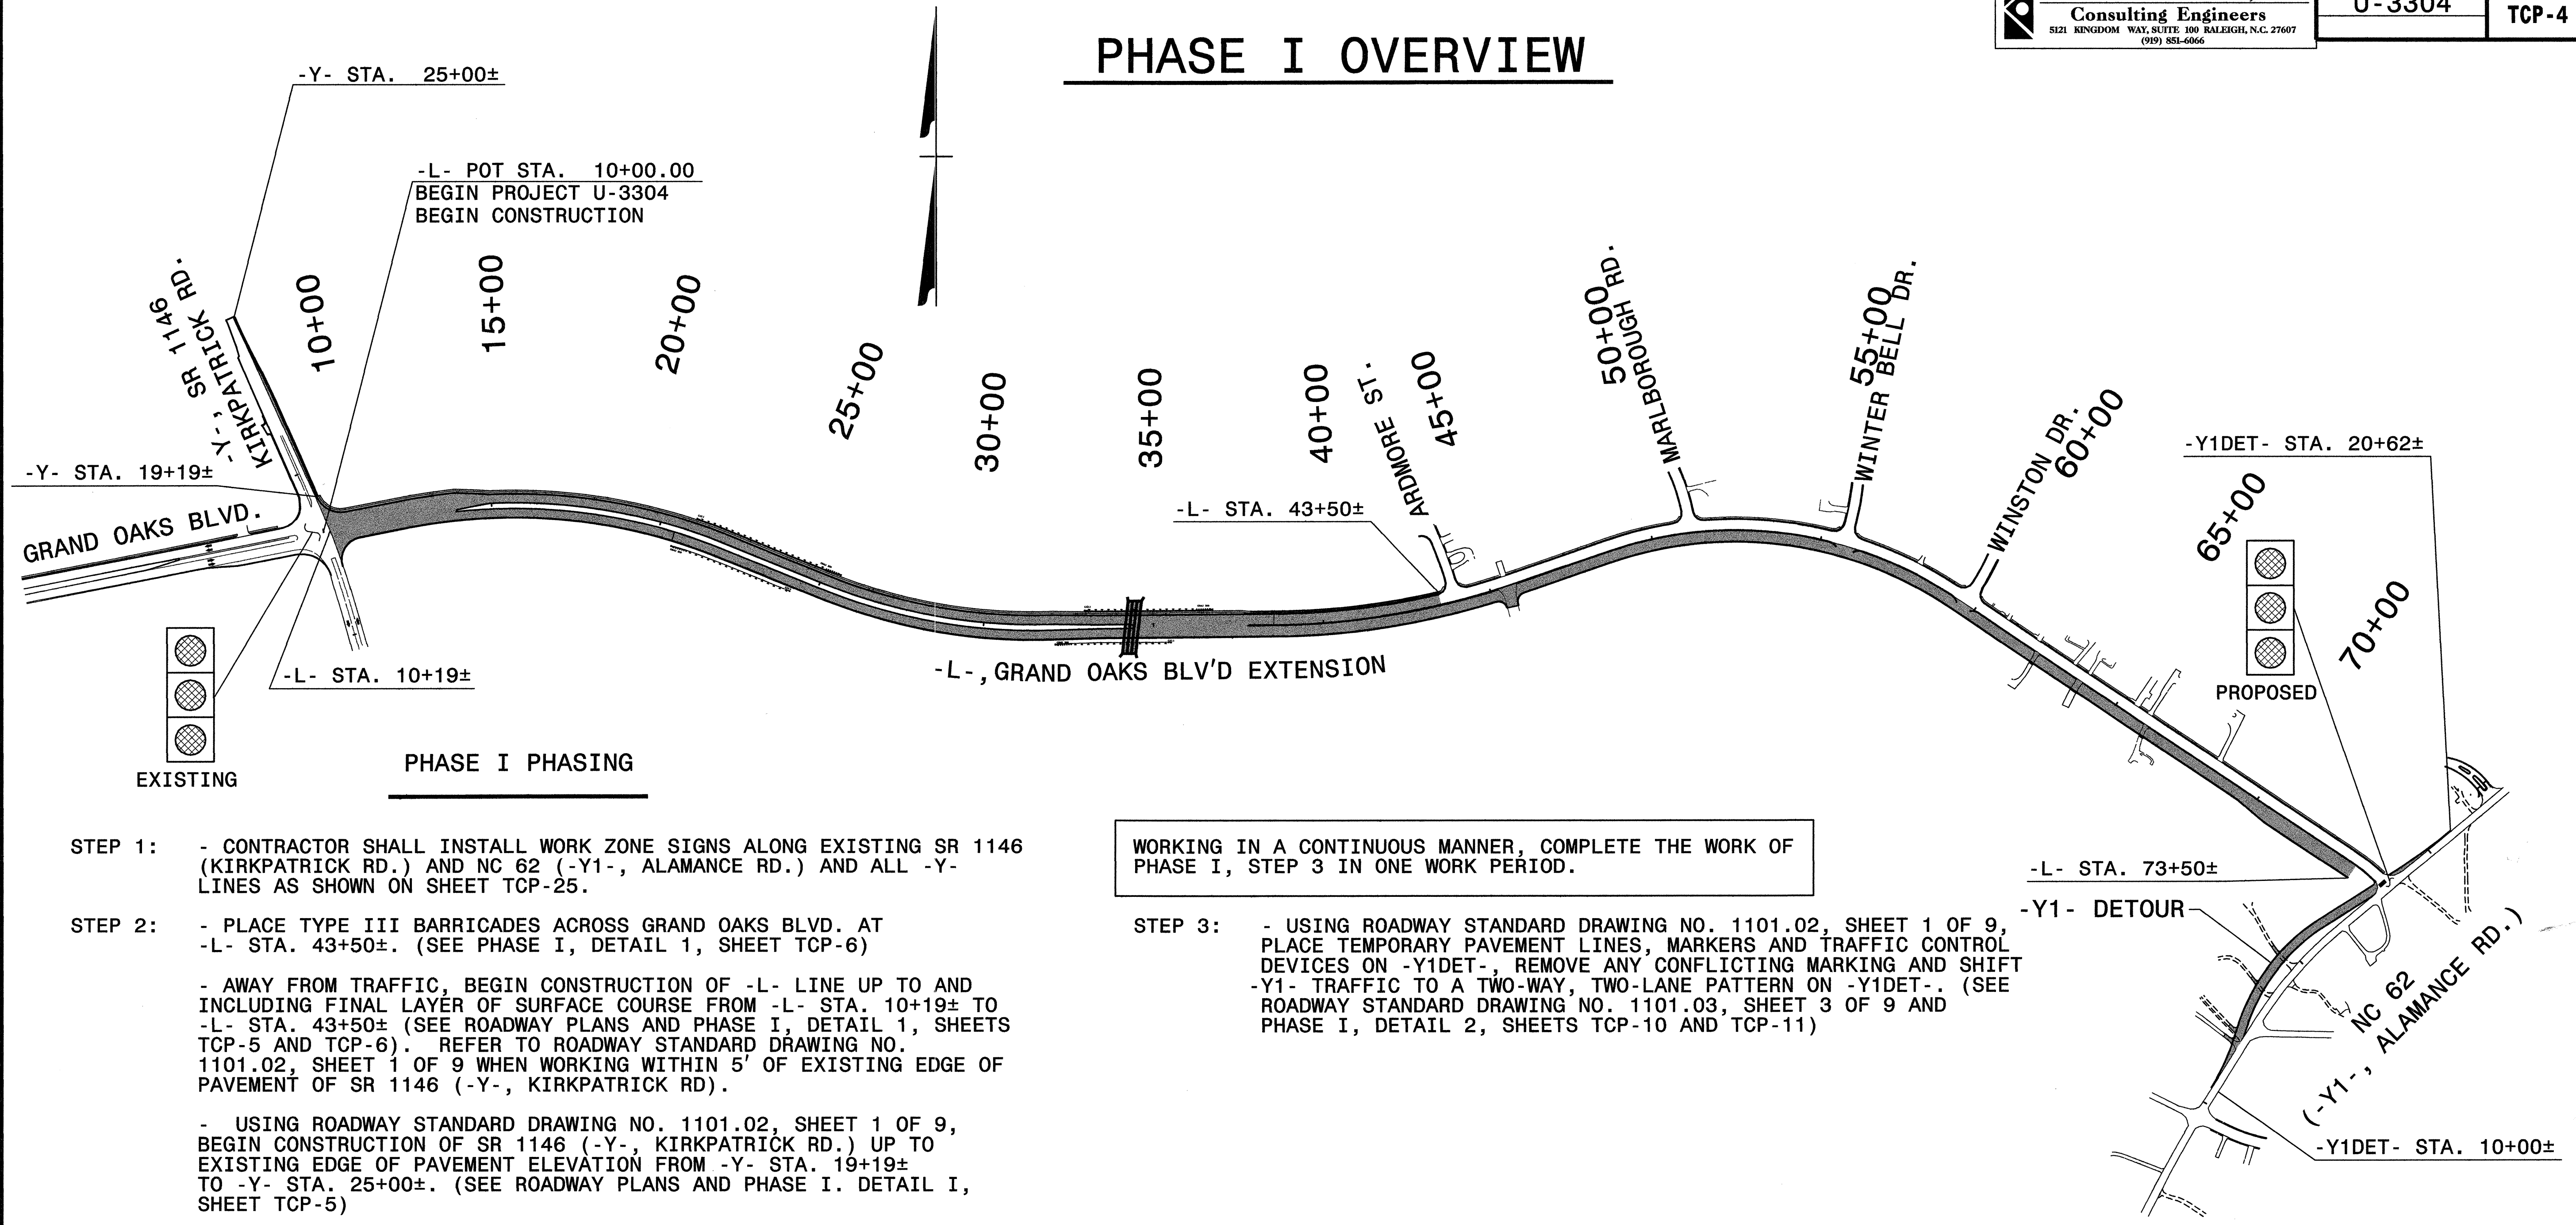 PHASE I OVERVIEW
Consulting Engineers
5121 KINGDOM WAY, SUITE 100 RALEIGH, N.C. 27607
(919) 851-6066
U-3304
TCP-4
-Y- STA. 25+00±
-L- POT STA. 10+00.00
BEGIN PROJECT U-3304
BEGIN CONSTRUCTION
-Y-, SR 1146
KIRKPATRICK RD.
10+00
15+00
20+00
25+00
30+00
35+00
40+00
ARDMORE ST.
45+00
50+00
MARLBOROUGH RD.
55+00
WINTER BELL DR.
WINSTON DR.
60+00
65+00
70+00
-Y1DET- STA. 20+62±
-Y- STA. 19+19±
GRAND OAKS BLVD.
-L- STA. 43+50±
-L- STA. 10+19±
EXISTING
-L-, GRAND OAKS BLV'D EXTENSION
PROPOSED
-L- STA. 73+50±
-Y1- DETOUR
NC 62
(-Y1-, ALAMANCE RD.)
-Y1DET- STA. 10+00±
PHASE I PHASING
STEP 1: - CONTRACTOR SHALL INSTALL WORK ZONE SIGNS ALONG EXISTING SR 1146
(KIRKPATRICK RD.) AND NC 62 (-Y1-, ALAMANCE RD.) AND ALL -Y-
LINES AS SHOWN ON SHEET TCP-25.
STEP 2: - PLACE TYPE III BARRICADES ACROSS GRAND OAKS BLVD. AT
-L- STA. 43+50±. (SEE PHASE I, DETAIL 1, SHEET TCP-6)
- AWAY FROM TRAFFIC, BEGIN CONSTRUCTION OF -L- LINE UP TO AND
INCLUDING FINAL LAYER OF SURFACE COURSE FROM -L- STA. 10+19± TO
-L- STA. 43+50± (SEE ROADWAY PLANS AND PHASE I, DETAIL 1, SHEETS
TCP-5 AND TCP-6). REFER TO ROADWAY STANDARD DRAWING NO.
1101.02, SHEET 1 OF 9 WHEN WORKING WITHIN 5' OF EXISTING EDGE OF
PAVEMENT OF SR 1146 (-Y-, KIRKPATRICK RD).
- USING ROADWAY STANDARD DRAWING NO. 1101.02, SHEET 1 OF 9,
BEGIN CONSTRUCTION OF SR 1146 (-Y-, KIRKPATRICK RD.) UP TO
EXISTING EDGE OF PAVEMENT ELEVATION FROM -Y- STA. 19+19±
TO -Y- STA. 25+00±. (SEE ROADWAY PLANS AND PHASE I. DETAIL I,
SHEET TCP-5)
WORKING IN A CONTINUOUS MANNER, COMPLETE THE WORK OF
PHASE I, STEP 3 IN ONE WORK PERIOD.
STEP 3: - USING ROADWAY STANDARD DRAWING NO. 1101.02, SHEET 1 OF 9,
PLACE TEMPORARY PAVEMENT LINES, MARKERS AND TRAFFIC CONTROL
DEVICES ON -Y1DET-, REMOVE ANY CONFLICTING MARKING AND SHIFT
-Y1- TRAFFIC TO A TWO-WAY, TWO-LANE PATTERN ON -Y1DET-. (SEE
ROADWAY STANDARD DRAWING NO. 1101.03, SHEET 3 OF 9 AND
PHASE I, DETAIL 2, SHEETS TCP-10 AND TCP-11)